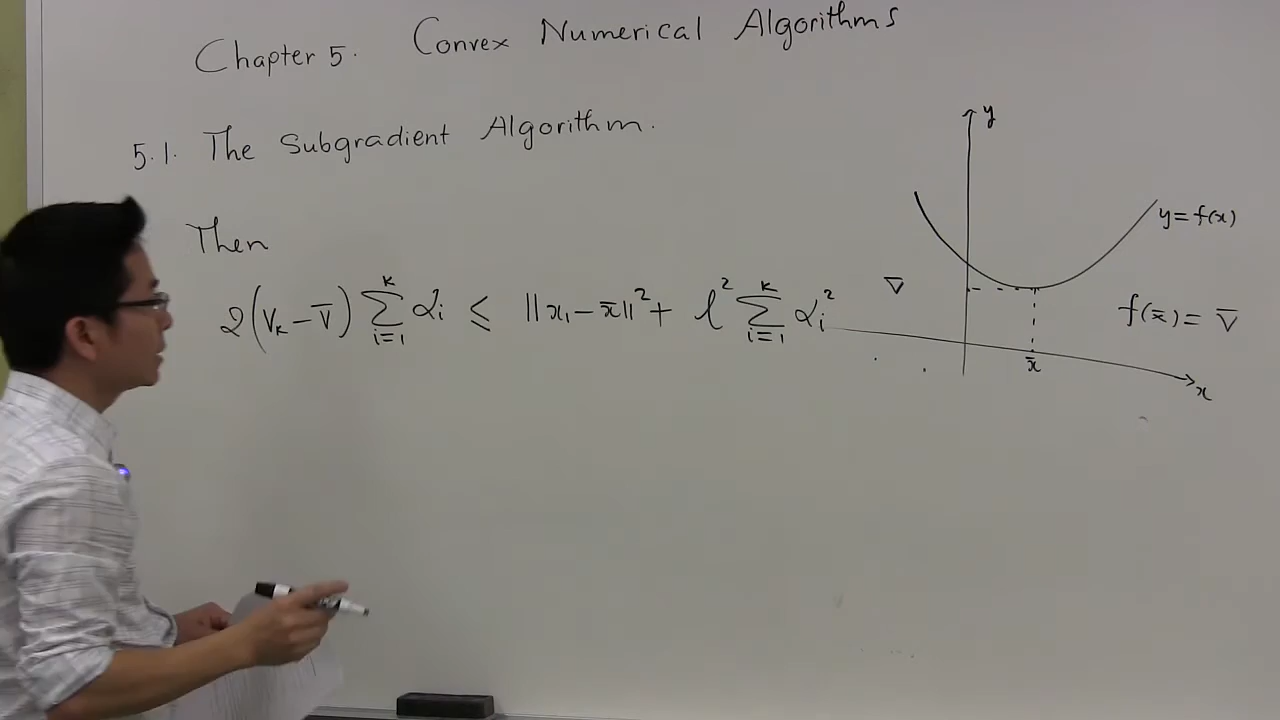 Chapter 5. Convex Numerical Algorithms
5.1. The Subgradient Algorithm.
Then
2(V_k − V̅) ∑_{i=1}^{k} α_i ≤ ||x_1 − x̄||² + ℓ² ∑_{i=1}^{k} α_i²
y
y = f(x)
V̅
f(x̄) = V̅
x̄
x